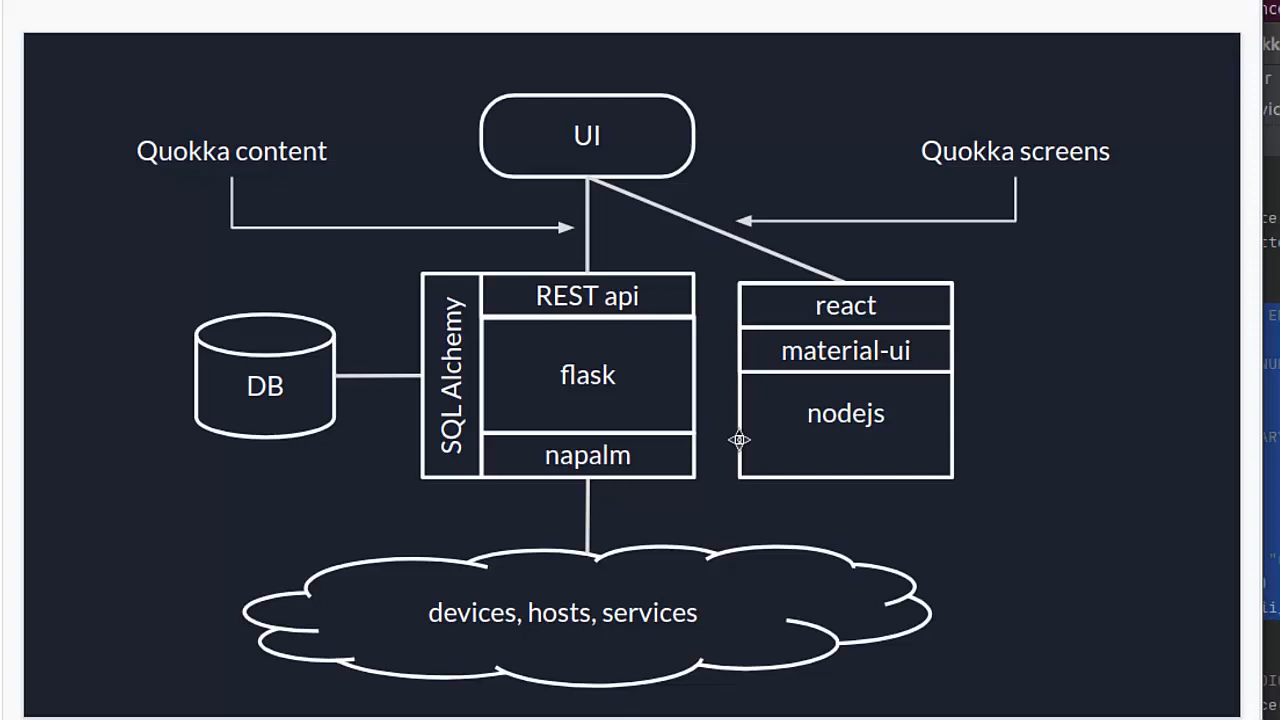 UI
Quokka content
Quokka screens
REST api
react
SQL Alchemy
material-ui
flask
DB
nodejs
napalm
devices, hosts, services